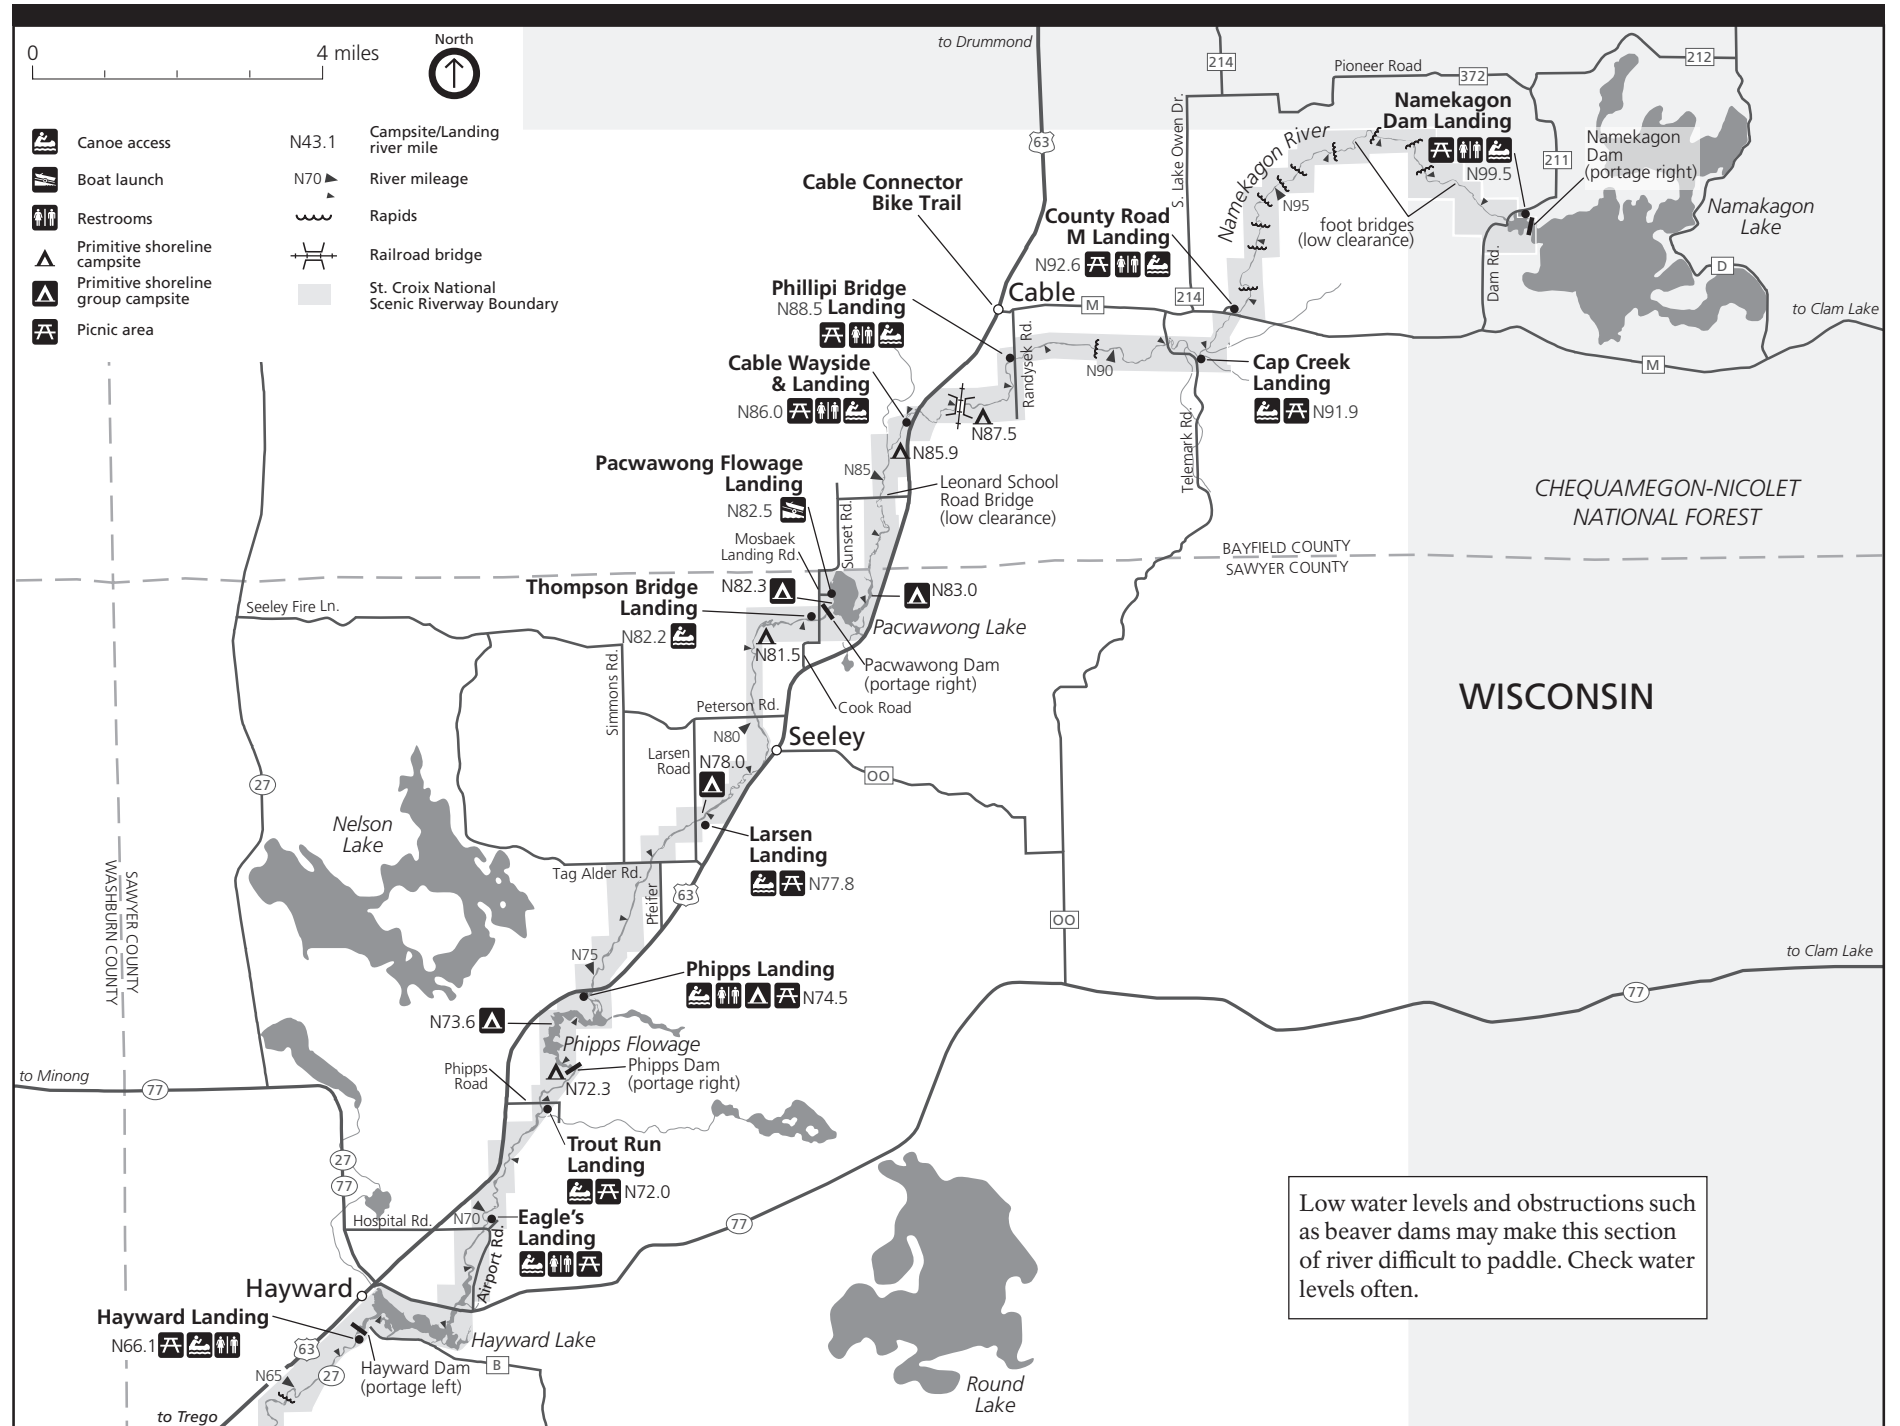 0
4 miles
North
Canoe access
Boat launch
Restrooms
Primitive shoreline
campsite
Primitive shoreline
group campsite
Picnic area
N43.1
Campsite/Landing
river mile
N70
River mileage
Rapids
Railroad bridge
St. Croix National
Scenic Riverway Boundary
to Drummond
63
214
S. Lake Owen Dr.
Pioneer Road
372
212
Namekagon
Dam Landing
N99.5
211
Namekagon
Dam
(portage right)
Namekagon River
N95
foot bridges
(low clearance)
Namakagon
Lake
D
Dam Rd.
to Clam Lake
M
Cable Connector
Bike Trail
County Road
M Landing
N92.6
214
Cable
M
Phillipi Bridge
N88.5 Landing
Randysek Rd.
N90
Cap Creek
Landing
N91.9
Telemark Rd.
Cable Wayside
& Landing
N86.0
N87.5
N85.9
N85
Pacwawong Flowage
Landing
N82.5
Leonard School
Road Bridge
(low clearance)
Sunset Rd.
Mosbaek
Landing Rd.
CHEQUAMEGON-NICOLET
NATIONAL FOREST
BAYFIELD COUNTY
SAWYER COUNTY
Thompson Bridge
Landing
N82.2
N82.3
N83.0
Pacwawong Lake
N81.5
Pacwawong Dam
(portage right)
Cook Road
Seeley Fire Ln.
Simmons Rd.
Peterson Rd.
N80
Seeley
WISCONSIN
Larsen
Road
N78.0
OO
27
Nelson
Lake
Larsen
Landing
N77.8
Tag Alder Rd.
Pfeifer
63
SAWYER COUNTY
WASHBURN COUNTY
OO
N75
Phipps Landing
N74.5
to Clam Lake
77
N73.6
Phipps Flowage
Phipps Dam
(portage right)
Phipps
Road
N72.3
to Minong
77
Trout Run
Landing
N72.0
27
77
Hospital Rd.
N70
Eagle's
Landing
Airport Rd.
77
Low water levels and obstructions such
as beaver dams may make this section
of river difficult to paddle. Check water
levels often.
Hayward
Hayward Landing
N66.1
63
Hayward Lake
Hayward Dam
(portage left)
B
N65
27
to Trego
Round
Lake